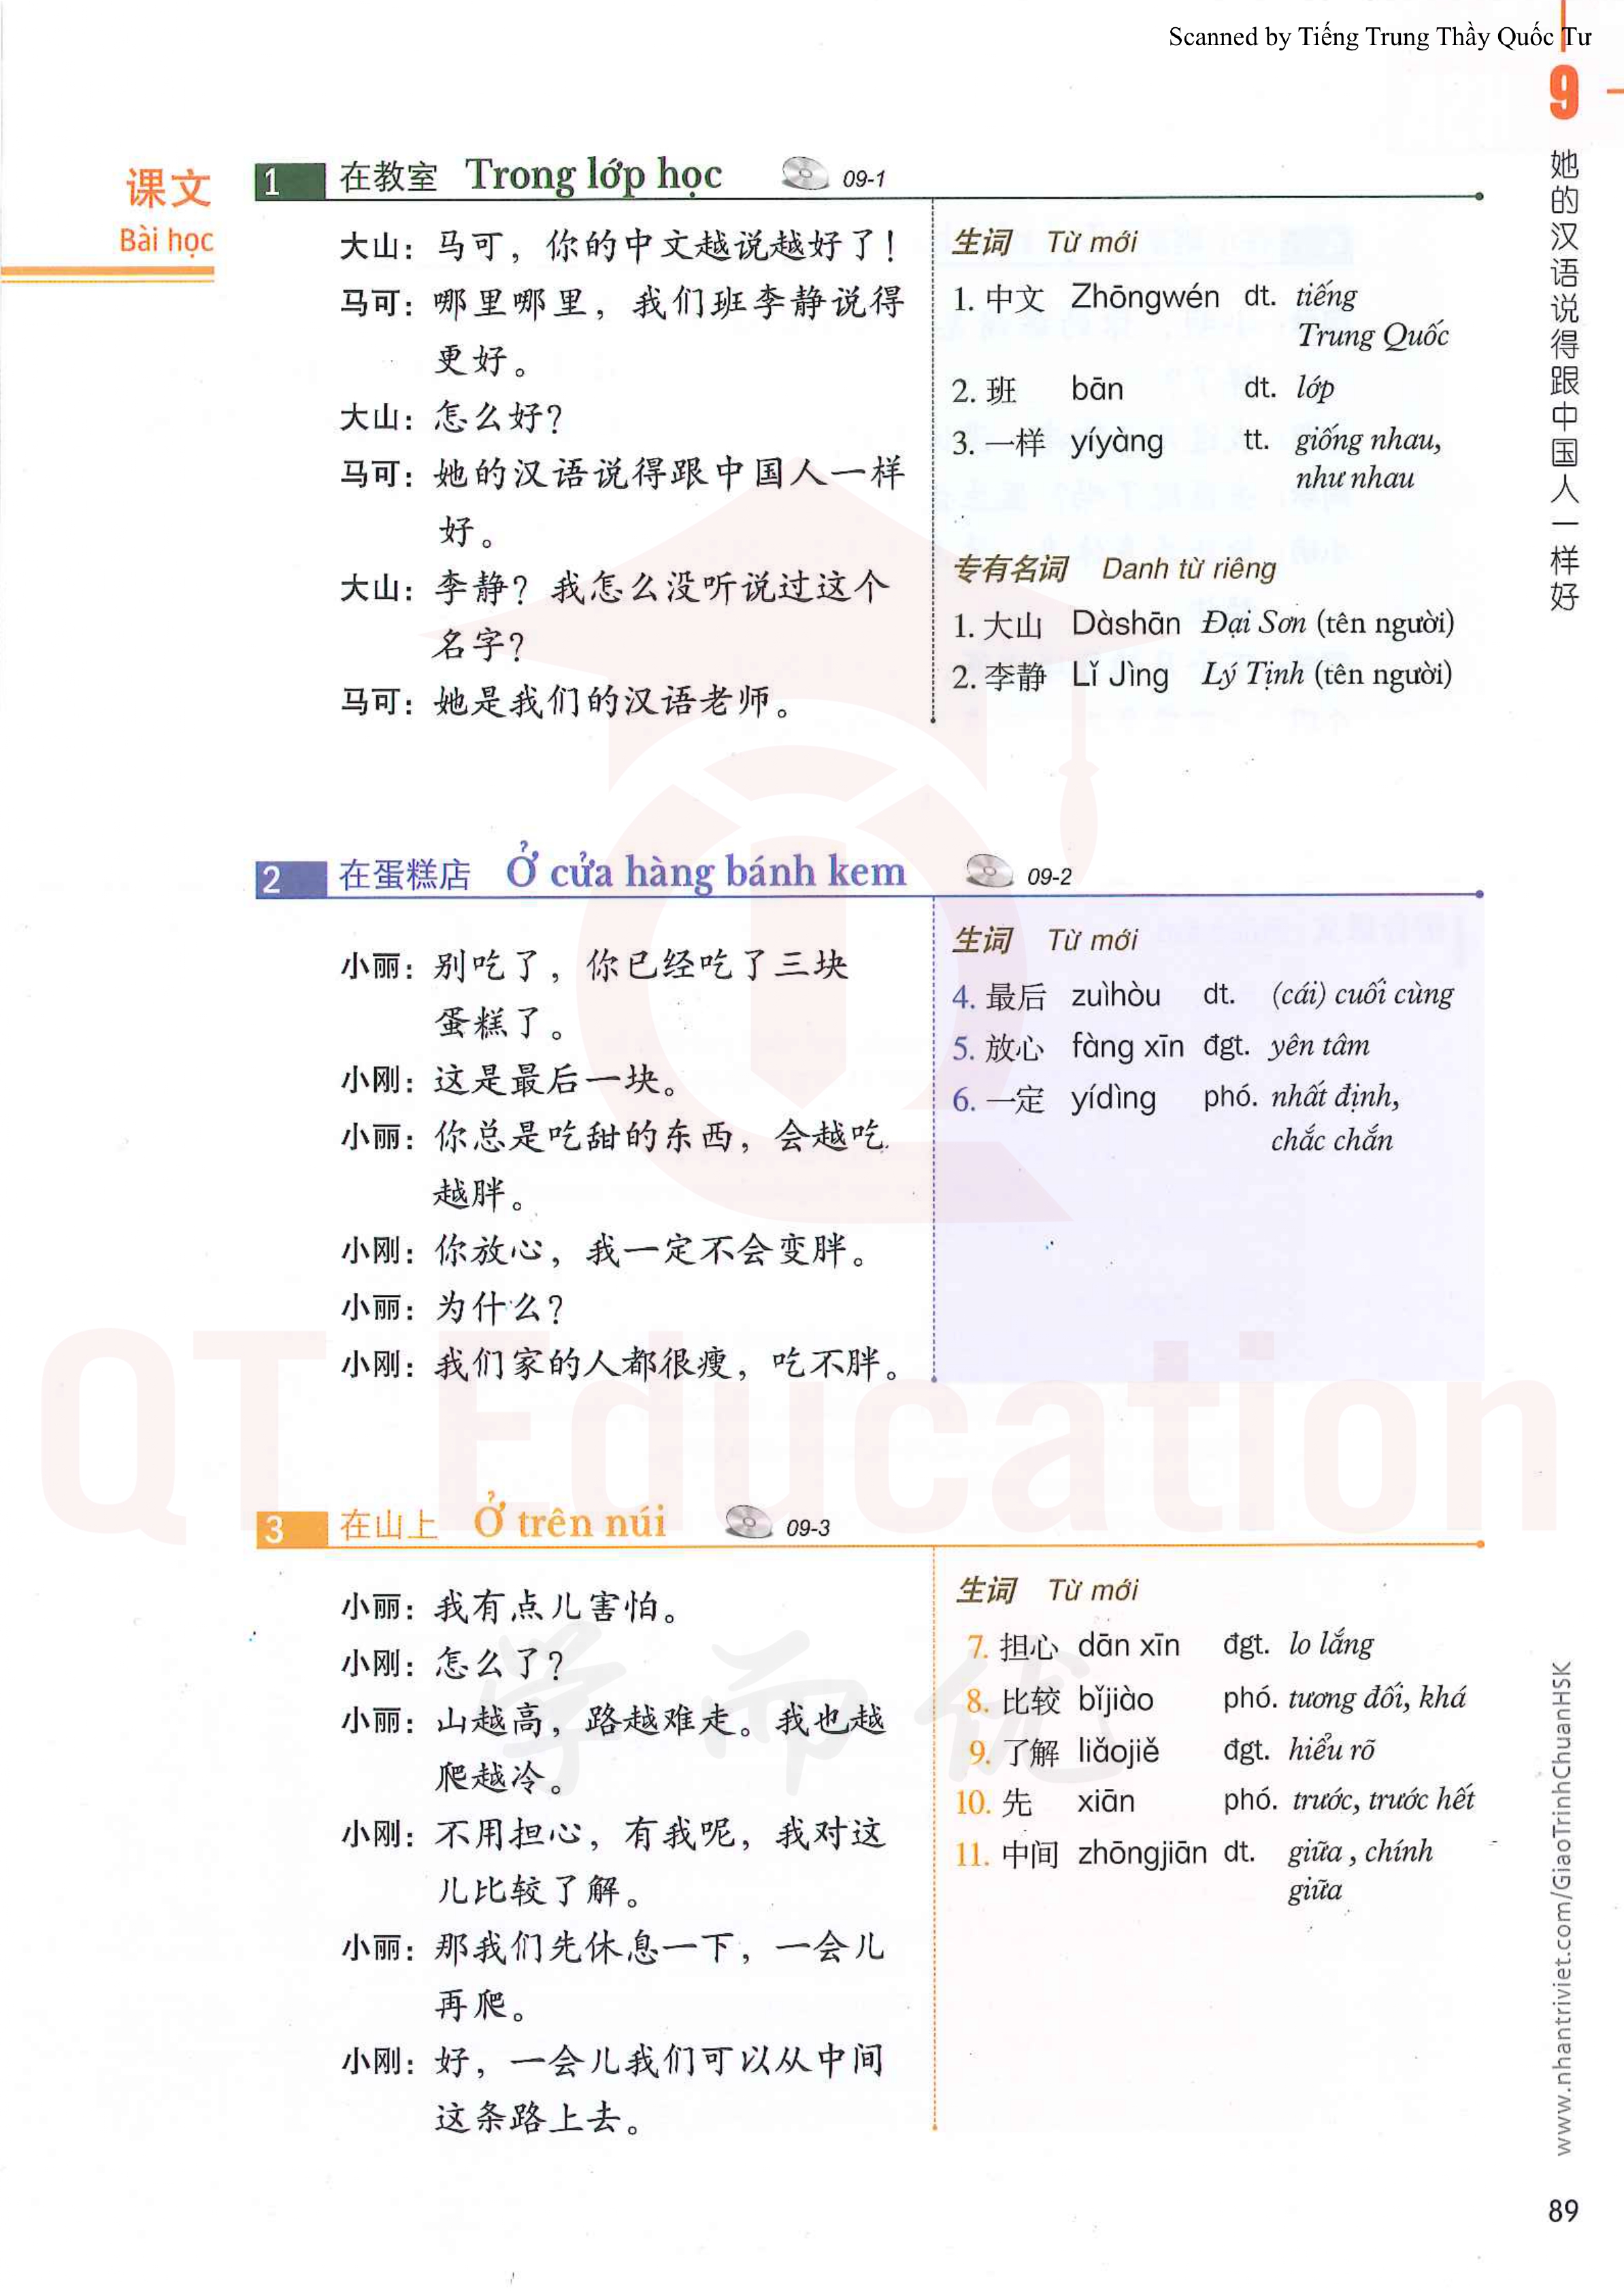 Scanned by Tiếng Trung Thầy Quốc Tư
9
她的汉语说得跟中国人一样好
课文
Bài học
1 在教室 Trong lớp học 09-1
大山：马可，你的中文越说越好了！
马可：哪里哪里，我们班李静说得
更好。
大山：怎么好？
马可：她的汉语说得跟中国人一样
好。
大山：李静？我怎么没听说过这个
名字？
马可：她是我们的汉语老师。
生词 Từ mới
1. 中文 Zhōngwén dt. tiếng
Trung Quốc
2. 班 bān dt. lớp
3. 一样 yíyàng tt. giống nhau,
như nhau
专有名词 Danh từ riêng
1. 大山 Dàshān Đại Sơn (tên người)
2. 李静 Lǐ Jìng Lý Tịnh (tên người)
2 在蛋糕店 Ở cửa hàng bánh kem 09-2
小丽：别吃了，你已经吃了三块
蛋糕了。
小刚：这是最后一块。
小丽：你总是吃甜的东西，会越吃
越胖。
小刚：你放心，我一定不会变胖。
小丽：为什么？
小刚：我们家的人都很瘦，吃不胖。
生词 Từ mới
4. 最后 zuìhòu dt. (cái) cuối cùng
5. 放心 fàng xīn đgt. yên tâm
6. 一定 yídìng phó. nhất định,
chắc chắn
QT Education
3 在山上 Ở trên núi 09-3
小丽：我有点儿害怕。
小刚：怎么了？
小丽：山越高，路越难走。我也越
爬越冷。
小刚：不用担心，有我呢，我对这
儿比较了解。
小丽：那我们先休息一下，一会儿
再爬。
小刚：好，一会儿我们可以从中间
这条路上去。
生词 Từ mới
7. 担心 dān xīn đgt. lo lắng
8. 比较 bǐjiào phó. tương đối, khá
9. 了解 liǎojiě đgt. hiểu rõ
10. 先 xiān phó. trước, trước hết
11. 中间 zhōngjiān dt. giữa, chính
giữa
学而优
www.nhantriviet.com/GiaoTrinhChuanHSK
89